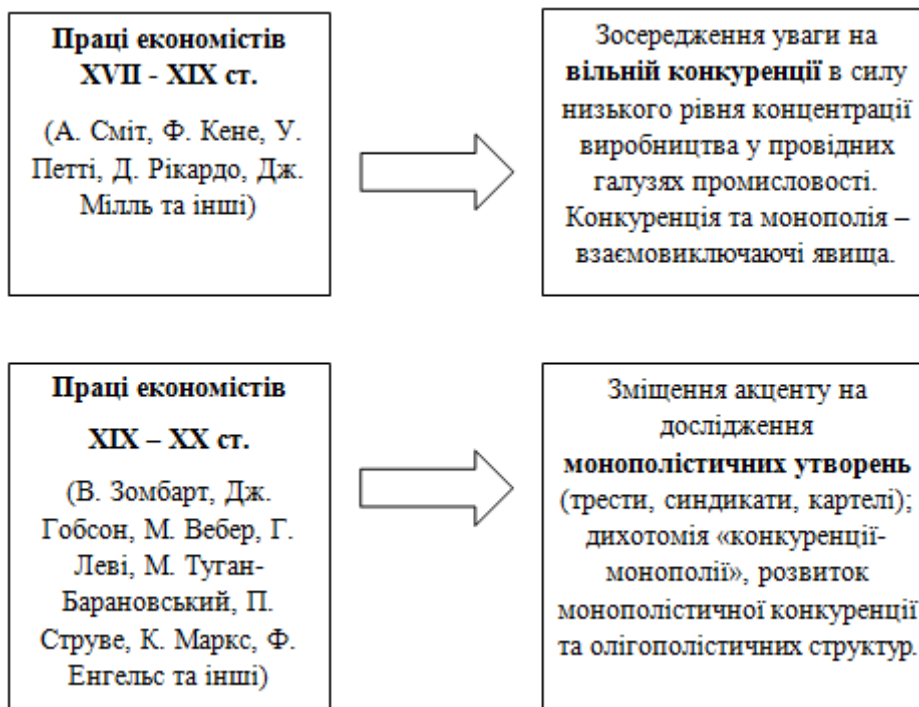 Праці економістів
XVII - XIX ст.
(А. Сміт, Ф. Кене, У.
Петті, Д. Рікардо, Дж.
Мілль та інші)
Зосередження уваги на
вільній конкуренції в силу
низького рівня концентрації
виробництва у провідних
галузях промисловості.
Конкуренція та монополія –
взаємовиключаючі явища.
Праці економістів
XIX – XX ст.
(В. Зомбарт, Дж.
Гобсон, М. Вебер, Г.
Леві, М. Туган-
Барановський, П.
Струве, К. Маркс, Ф.
Енгельс та інші)
Зміщення акценту на
дослідження
монополістичних утворень
(трести, синдикати, картелі);
дихотомія «конкуренції-
монополії», розвиток
монополістичної конкуренції
та олігополістичних структур.